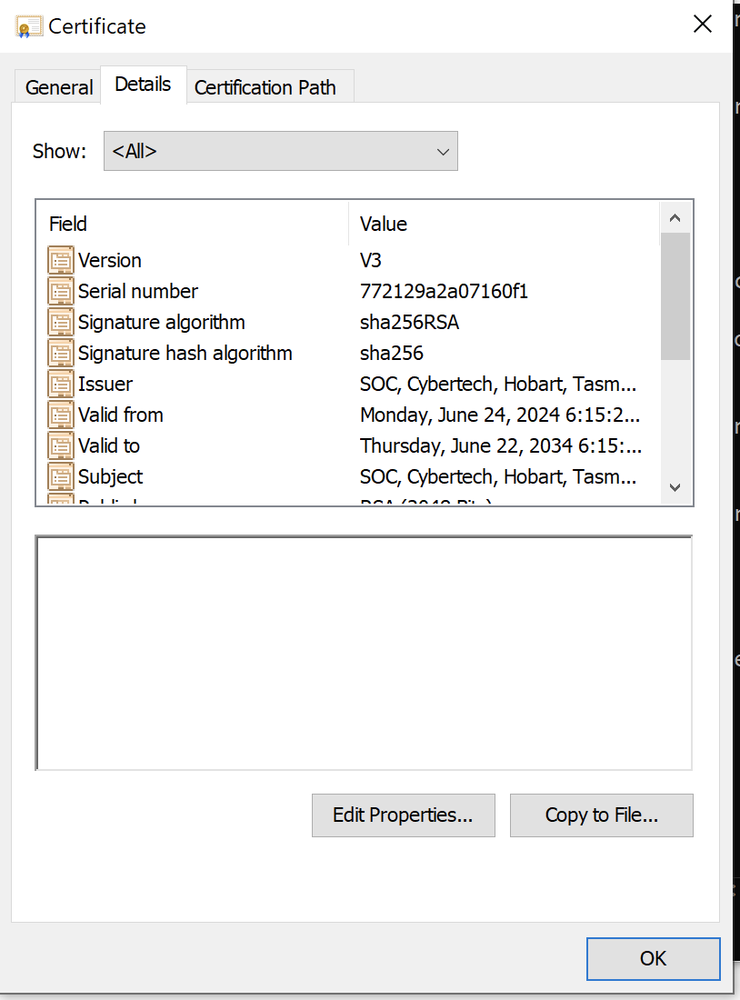 Certificate
General Details Certification Path
Show: <All>
Field Value
Version V3
Serial number 772129a2a07160f1
Signature algorithm sha256RSA
Signature hash algorithm sha256
Issuer SOC, Cybertech, Hobart, Tasm...
Valid from Monday, June 24, 2024 6:15:2...
Valid to Thursday, June 22, 2034 6:15:...
Subject SOC, Cybertech, Hobart, Tasm...
Edit Properties... Copy to File...
OK